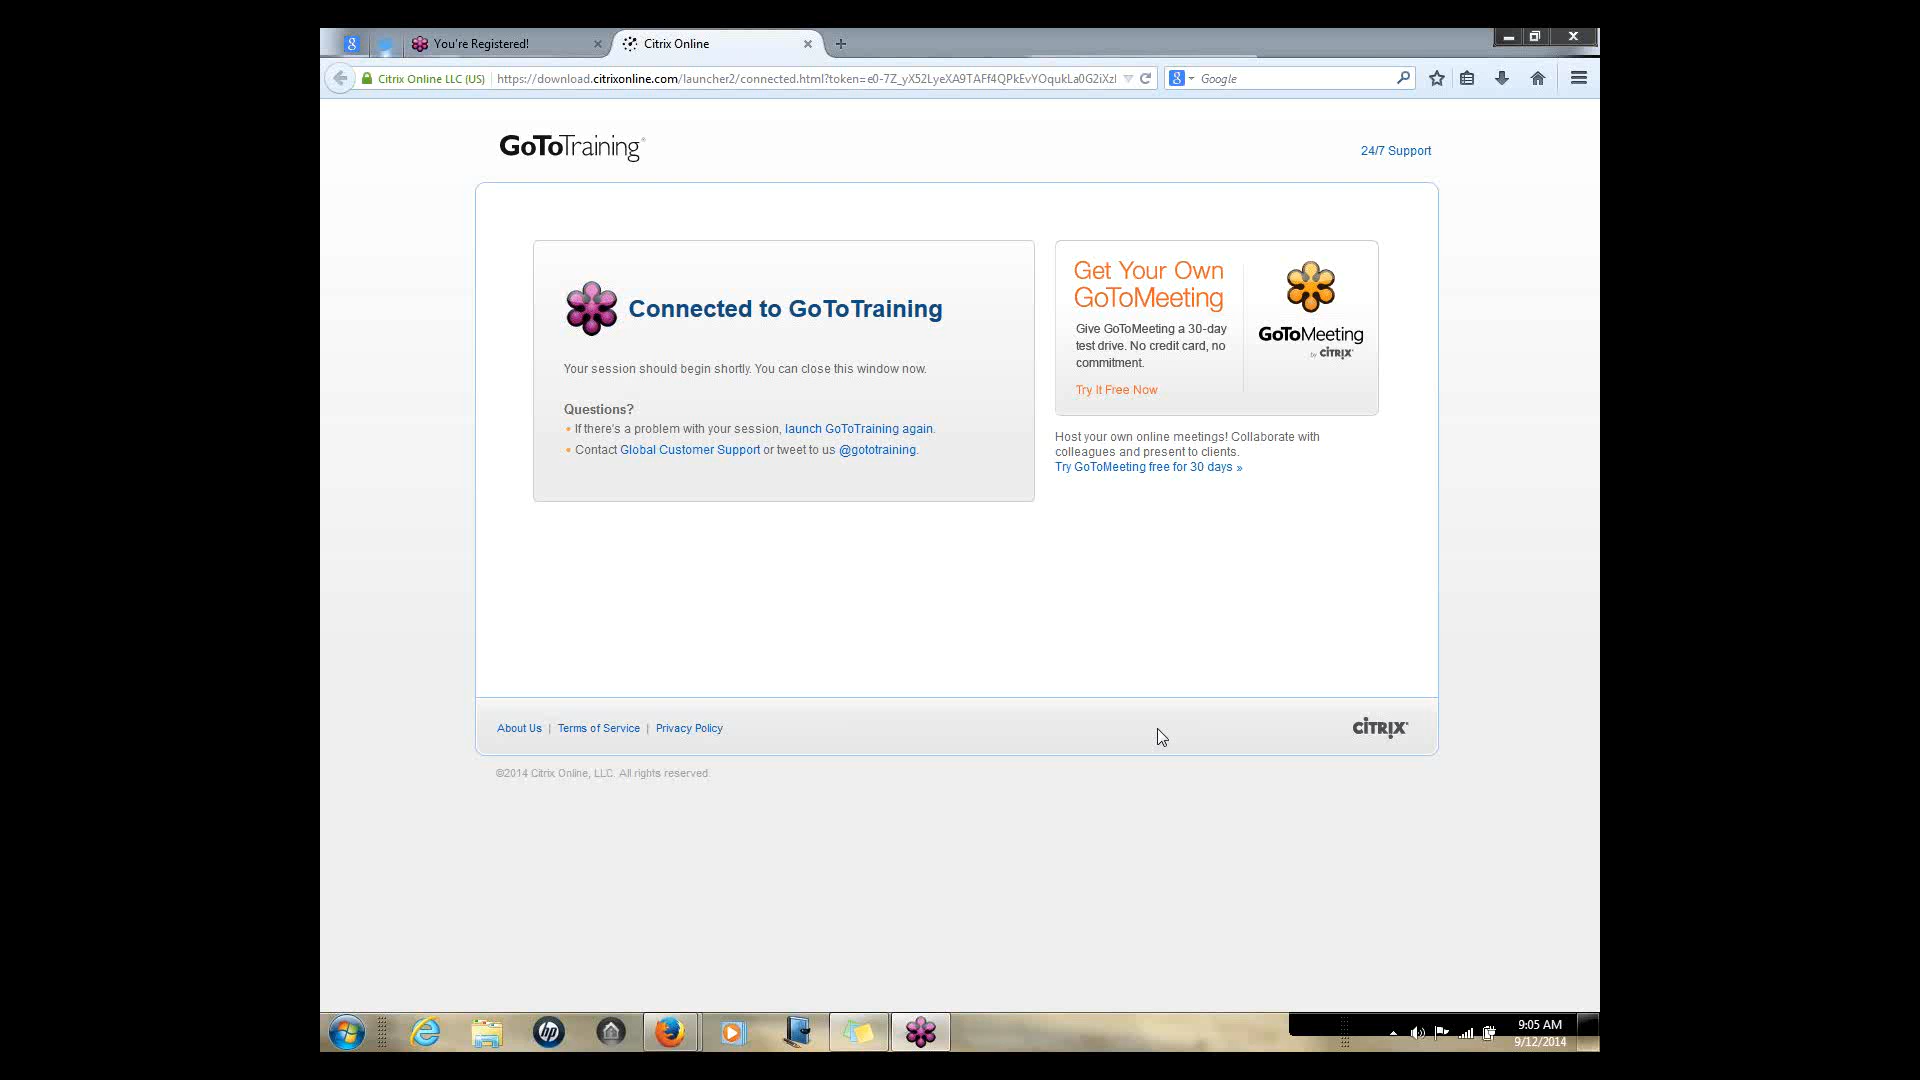 You're Registered!
Citrix Online
Citrix Online LLC (US)
https://download.citrixonline.com/launcher2/connected.html?token=e0-7Z_yX52LyeXA9TAFf4QPkEvYOqukLa0G2iXzl
Google
GoToTraining
24/7 Support
Connected to GoToTraining
Your session should begin shortly. You can close this window now.
Questions?
• If there's a problem with your session, launch GoToTraining again.
• Contact Global Customer Support or tweet to us @gototraining.
Get Your Own
GoToMeeting
Give GoToMeeting a 30-day
test drive. No credit card, no
commitment.
Try It Free Now
GoToMeeting
by CITRIX
Host your own online meetings! Collaborate with
colleagues and present to clients.
Try GoToMeeting free for 30 days »
About Us | Terms of Service | Privacy Policy
CITRIX
©2014 Citrix Online, LLC. All rights reserved.
hp
9:05 AM
9/12/2014